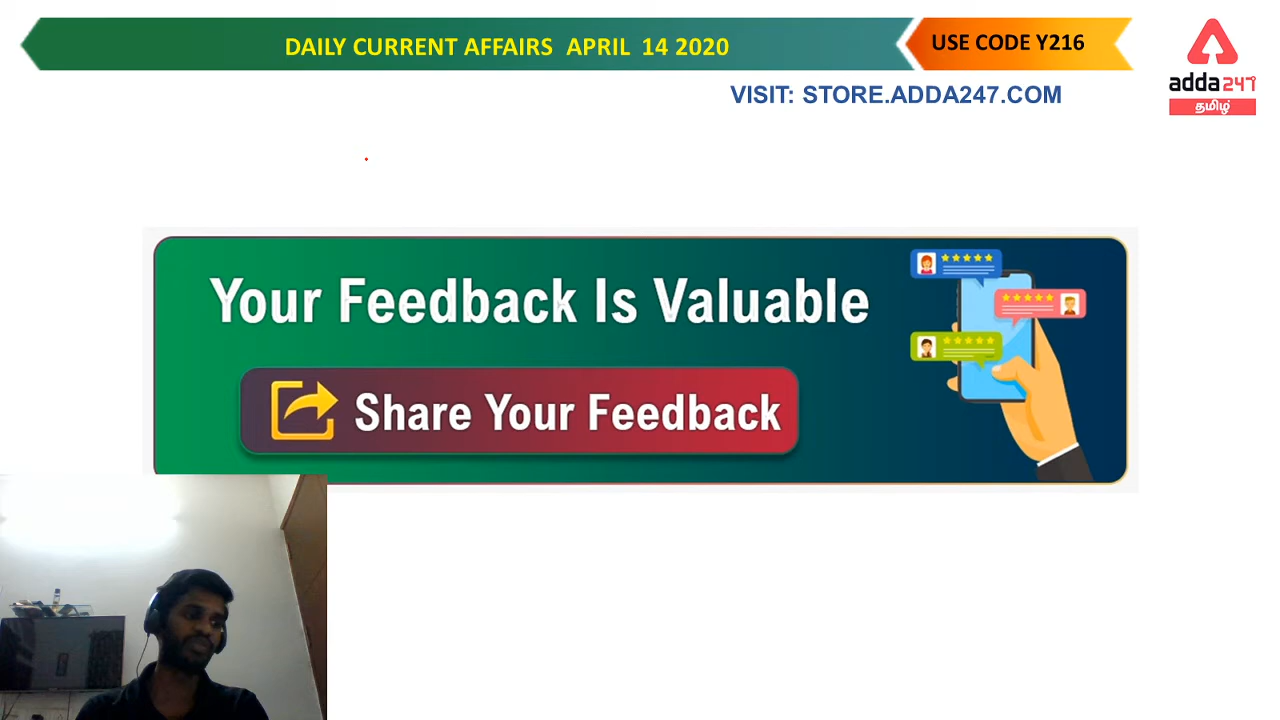 DAILY CURRENT AFFAIRS  APRIL  14 2020
USE CODE Y216
VISIT: STORE.ADDA247.COM
adda247
தமிழ்
Your Feedback Is Valuable
Share Your Feedback